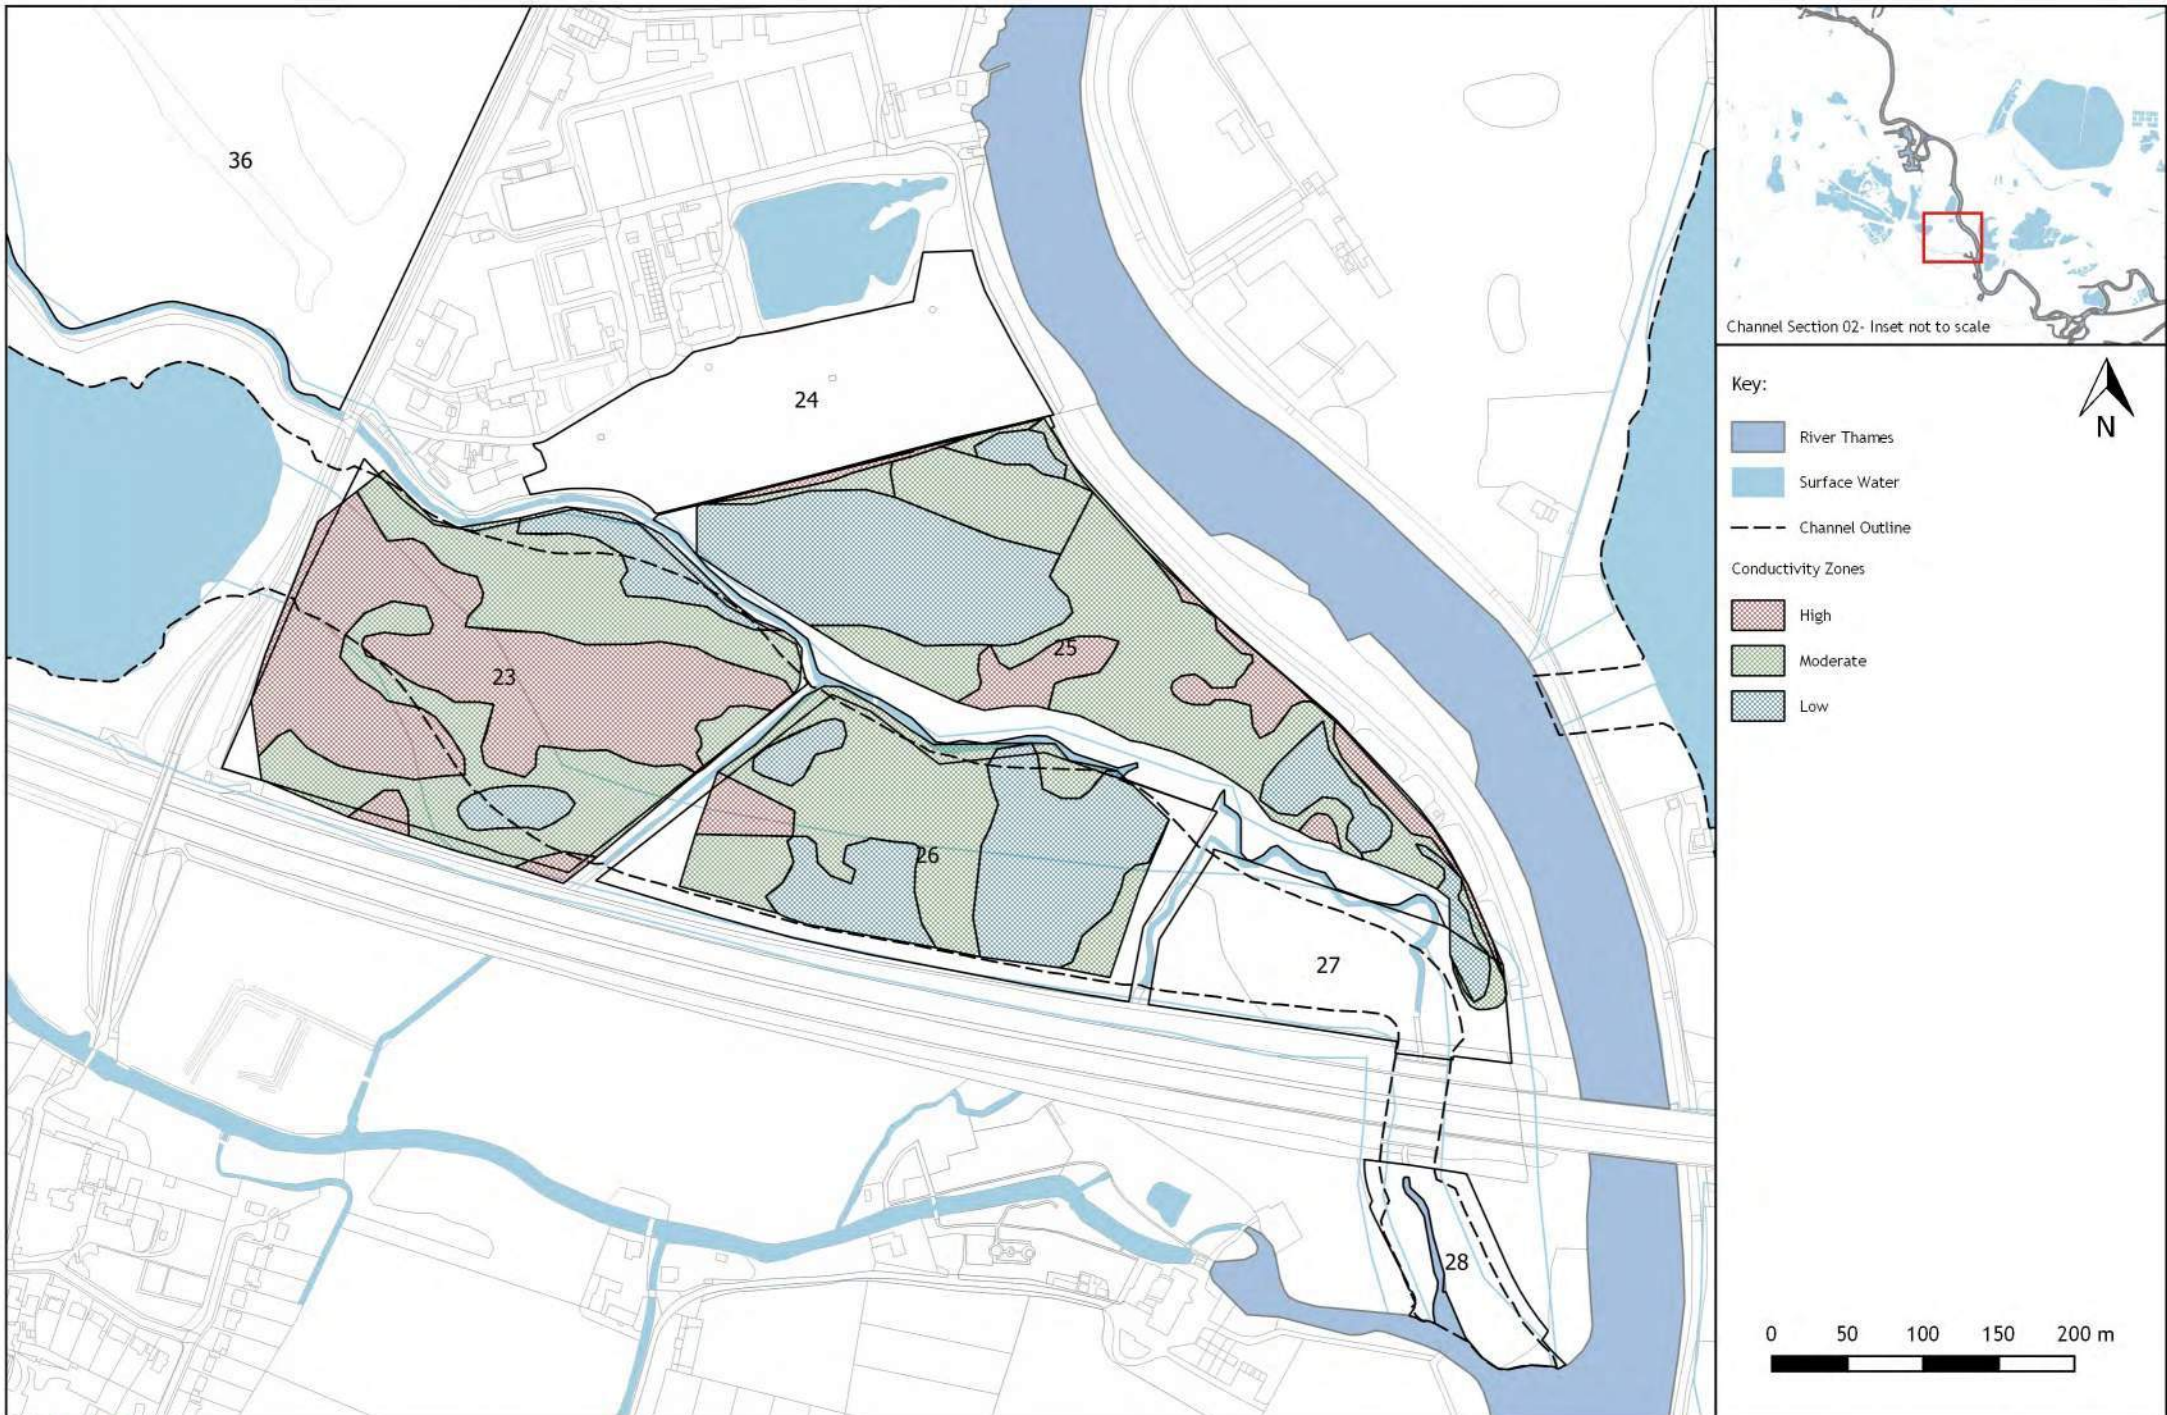 36
24
25
23
26
27
28
Channel Section 02- Inset not to scale
Key:
N
River Thames
Surface Water
Channel Outline
Conductivity Zones
High
Moderate
Low
0 50 100 150 200 m